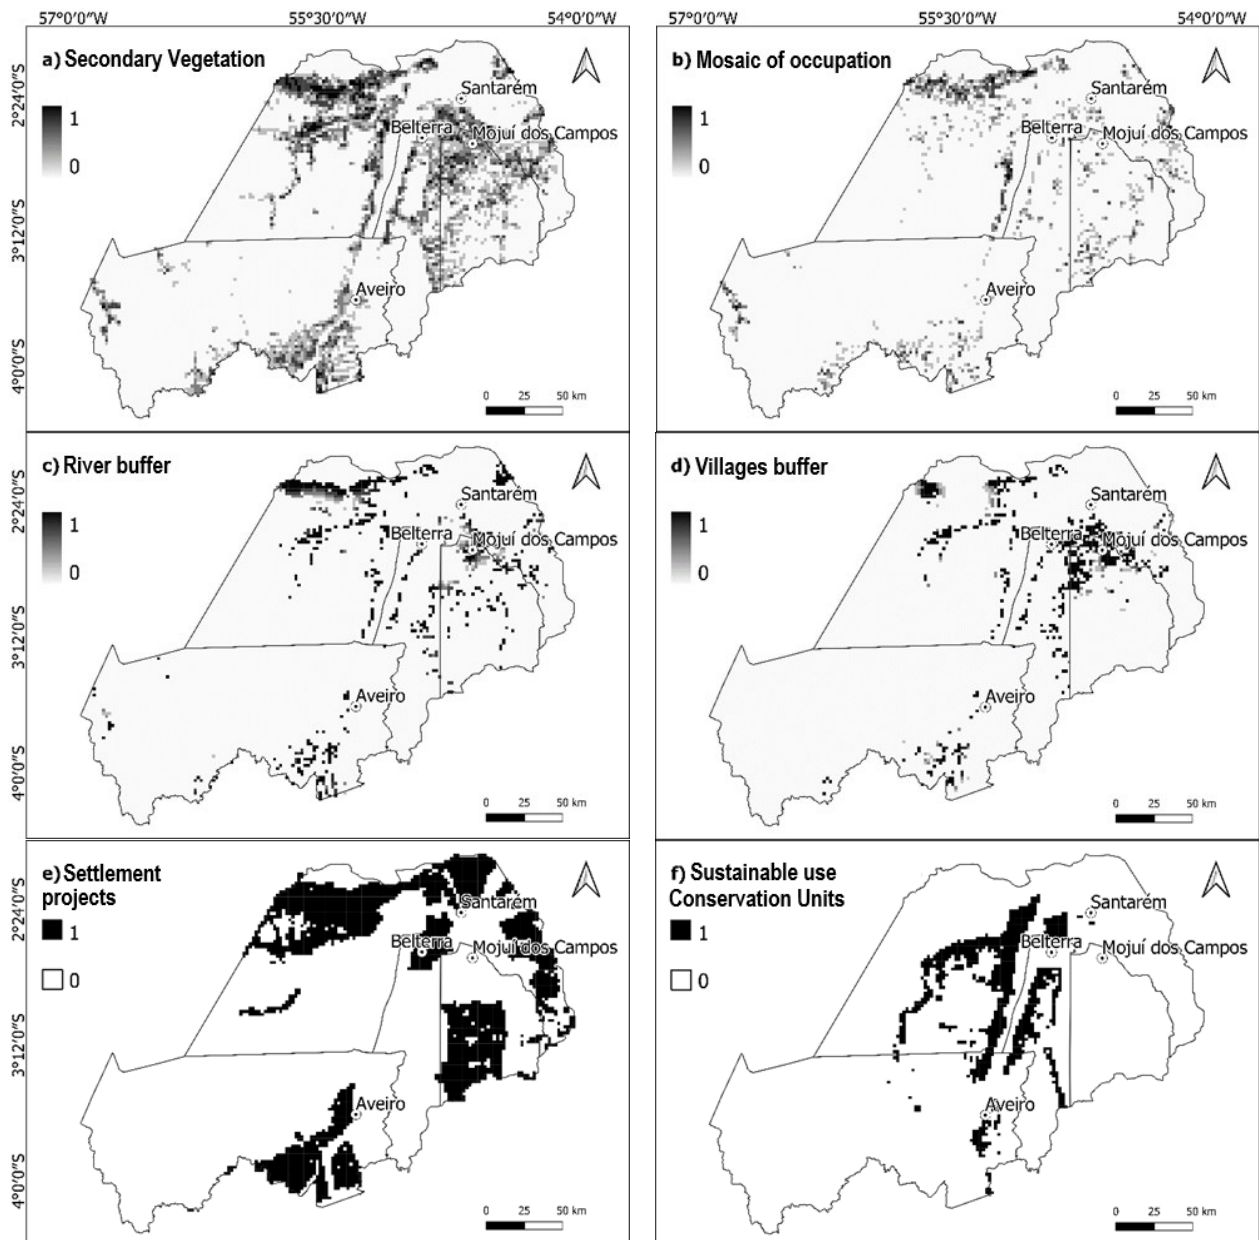 57°0'0"W 55°30'0"W 54°0'0"W 57°0'0"W 55°30'0"W 54°0'0"W
2°24'0"S
3°12'0"S
4°0'0"S
a) Secondary Vegetation
1
0
Santarém
Belterra
Mojuí dos Campos
Aveiro
0 25 50 km
b) Mosaic of occupation
1
0
Santarém
Belterra
Mojuí dos Campos
Aveiro
0 25 50 km
2°24'0"S
3°12'0"S
4°0'0"S
c) River buffer
1
0
Santarém
Belterra
Mojuí dos Campos
Aveiro
0 25 50 km
d) Villages buffer
1
0
Santarém
Belterra
Mojuí dos Campos
Aveiro
0 25 50 km
2°24'0"S
3°12'0"S
4°0'0"S
e) Settlement
projects
1
0
Santarém
Belterra
Mojuí dos Campos
Aveiro
0 25 50 km
f) Sustainable use
Conservation Units
1
0
Santarém
Belterra
Mojuí dos Campos
Aveiro
0 25 50 km